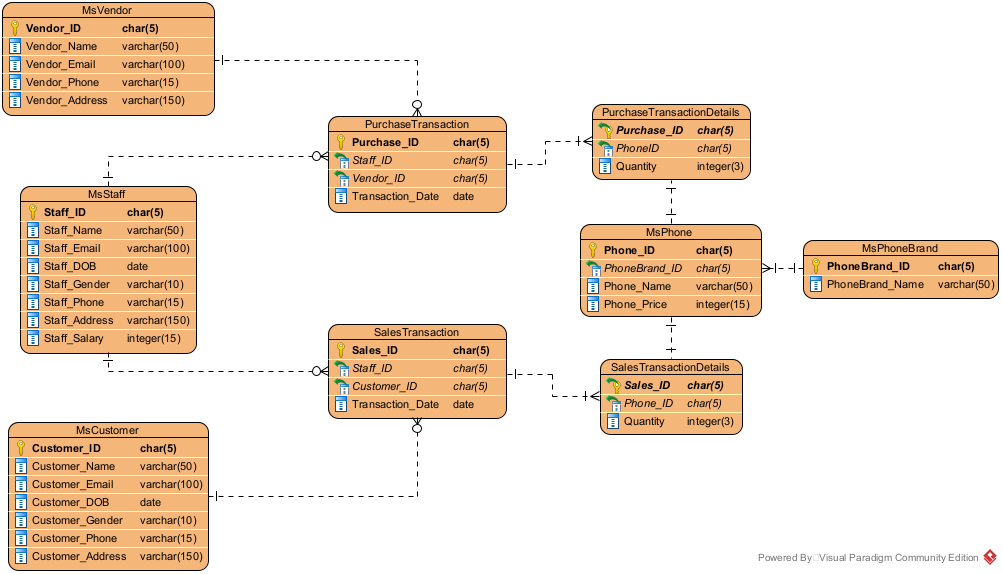 MsVendor
Vendor_ID char(5)
Vendor_Name varchar(50)
Vendor_Email varchar(100)
Vendor_Phone varchar(15)
Vendor_Address varchar(150)
PurchaseTransaction
Purchase_ID char(5)
Staff_ID char(5)
Vendor_ID char(5)
Transaction_Date date
PurchaseTransactionDetails
Purchase_ID char(5)
PhoneID char(5)
Quantity integer(3)
MsStaff
Staff_ID char(5)
Staff_Name varchar(50)
Staff_Email varchar(100)
Staff_DOB date
Staff_Gender varchar(10)
Staff_Phone varchar(15)
Staff_Address varchar(150)
Staff_Salary integer(15)
MsPhone
Phone_ID char(5)
PhoneBrand_ID char(5)
Phone_Name varchar(50)
Phone_Price integer(15)
MsPhoneBrand
PhoneBrand_ID char(5)
PhoneBrand_Name varchar(50)
SalesTransaction
Sales_ID char(5)
Staff_ID char(5)
Customer_ID char(5)
Transaction_Date date
SalesTransactionDetails
Sales_ID char(5)
Phone_ID char(5)
Quantity integer(3)
MsCustomer
Customer_ID char(5)
Customer_Name varchar(50)
Customer_Email varchar(100)
Customer_DOB date
Customer_Gender varchar(10)
Customer_Phone varchar(15)
Customer_Address varchar(150)
Powered By Visual Paradigm Community Edition